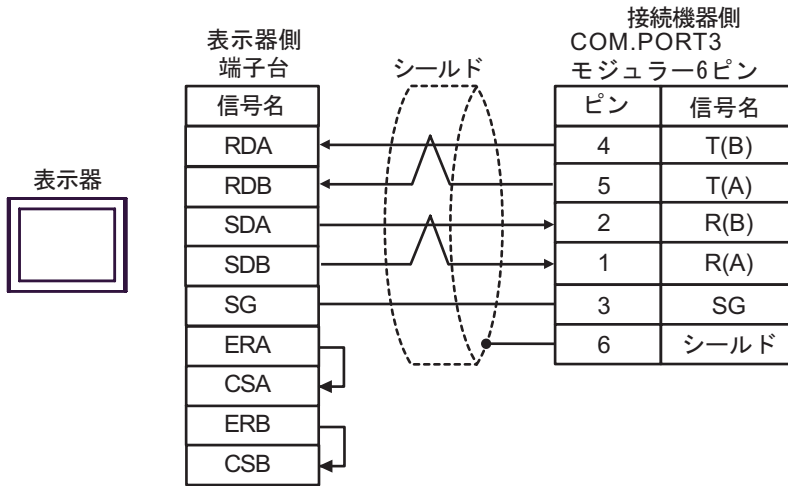 表示器
表示器側
端子台
シールド
接続機器側
COM.PORT3
モジュラー6ピン
信号名
RDA
RDB
SDA
SDB
SG
ERA
CSA
ERB
CSB
ピン 信号名
4 T(B)
5 T(A)
2 R(B)
1 R(A)
3 SG
6 シールド